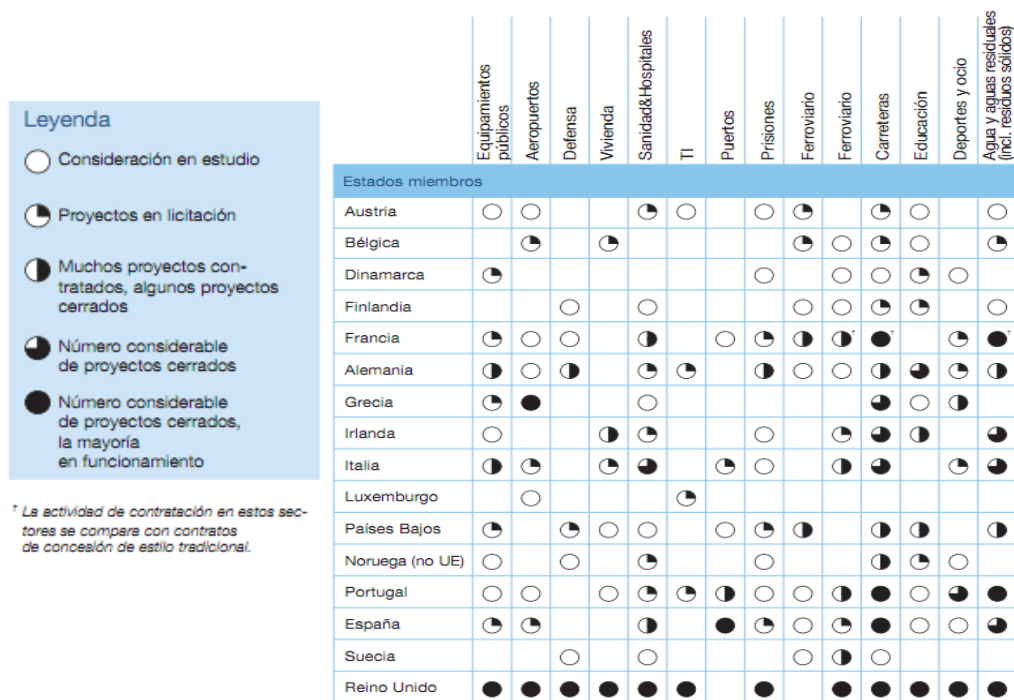 Leyenda
Consideración en estudio
Proyectos en licitación
Muchos proyectos con-
tratados, algunos proyectos
cerrados
Número considerable
de proyectos cerrados
Número considerable
de proyectos cerrados,
la mayoría
en funcionamiento
† La actividad de contratación en estos sec-
tores se compara con contratos
de concesión de estilo tradicional.
Equipamientos
públicos
Aeropuertos
Defensa
Vivienda
Sanidad&Hospitales
TI
Puertos
Prisiones
Ferroviario
Ferroviario
Carreteras
Educación
Deportes y ocio
Agua y aguas residuales
(incl. residuos sólidos)
Estados miembros
Austria
Bélgica
Dinamarca
Finlandia
Francia
† † †
Alemania
Grecia
Irlanda
Italia
Luxemburgo
Países Bajos
Noruega (no UE)
Portugal
España
Suecia
Reino Unido